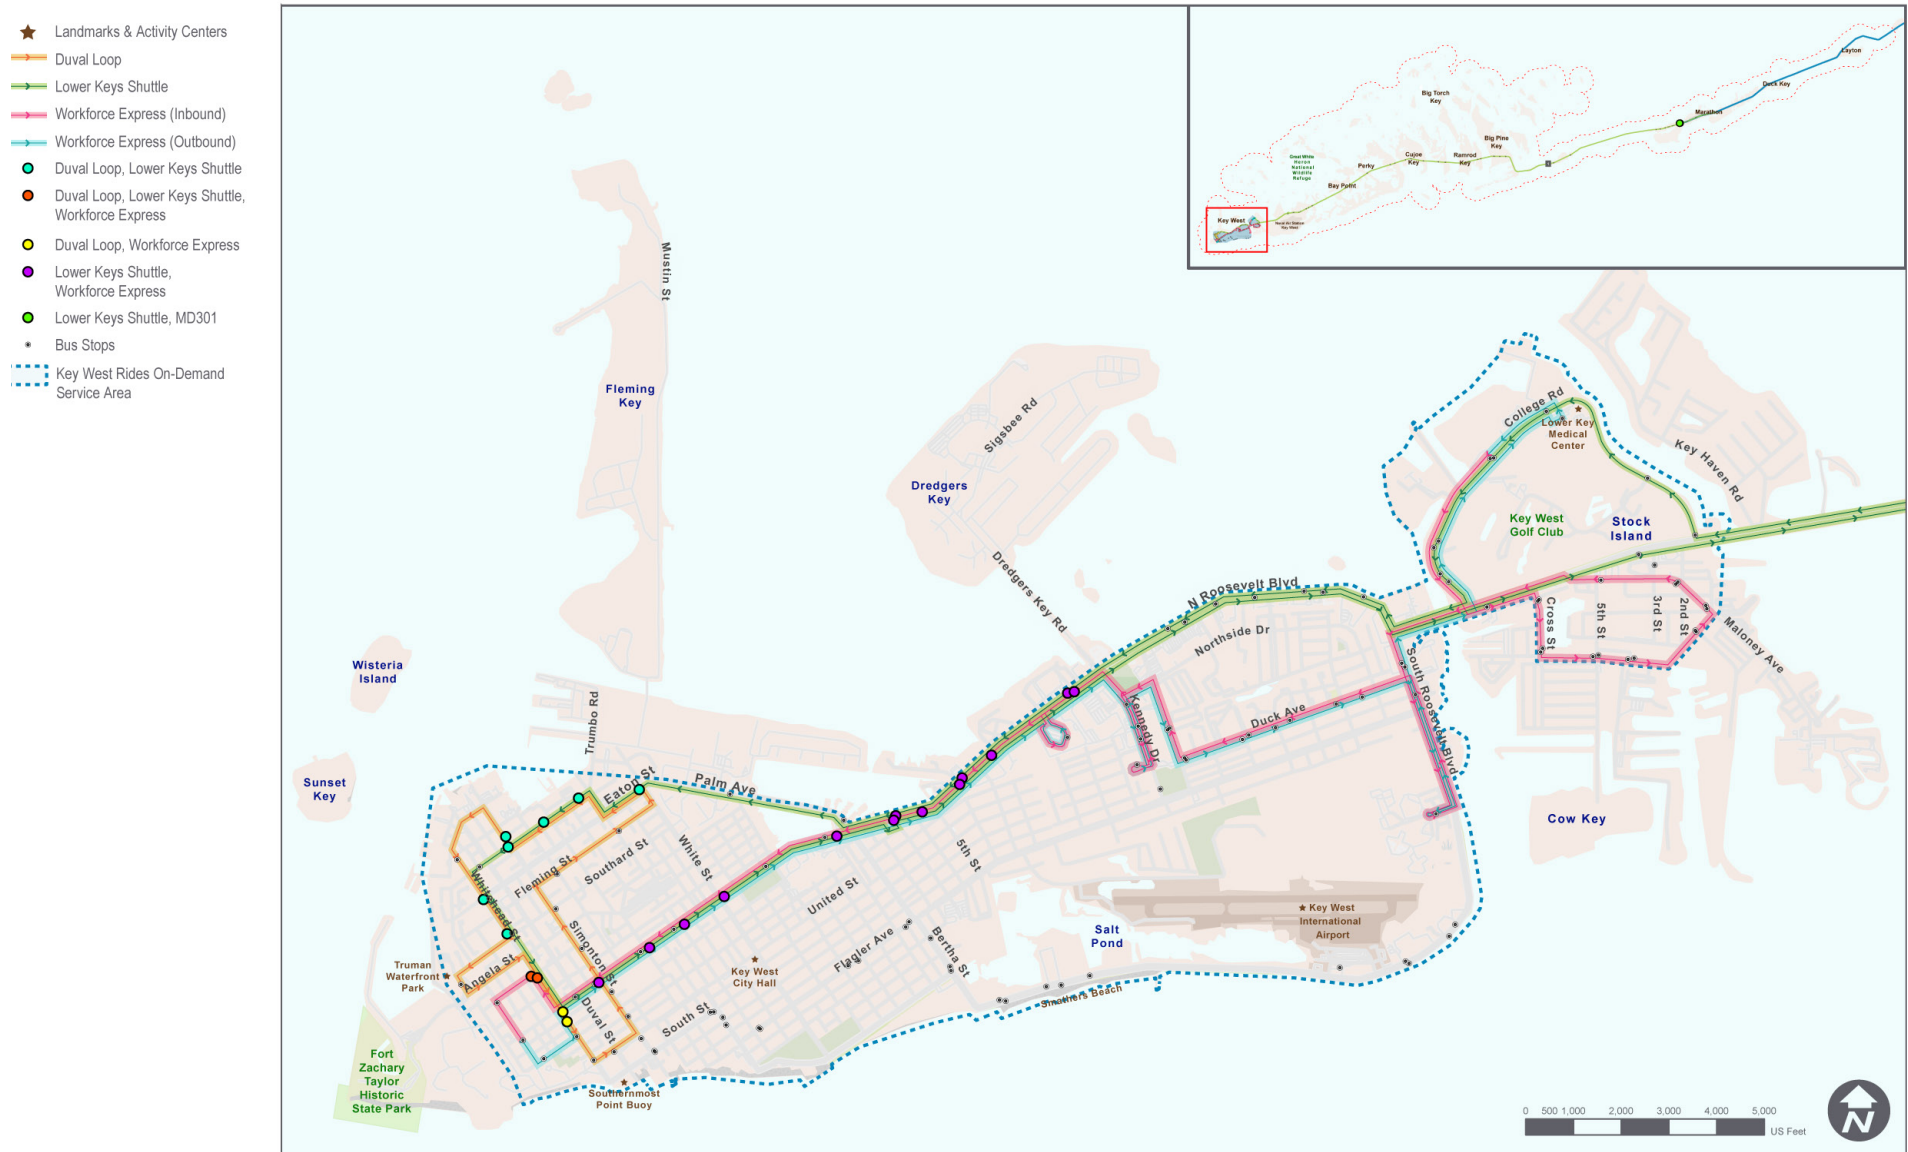 Landmarks & Activity Centers
Duval Loop
Lower Keys Shuttle
Workforce Express (Inbound)
Workforce Express (Outbound)
Duval Loop, Lower Keys Shuttle
Duval Loop, Lower Keys Shuttle,
Workforce Express
Duval Loop, Workforce Express
Lower Keys Shuttle,
Workforce Express
Lower Keys Shuttle, MD301
Bus Stops
Key West Rides On-Demand
Service Area
Layton
Duck Key
Marathon
Big Torch
Key
Big Pine
Key
Ramrod
Key
Cujoe
Key
Perky
Bay Point
Great White
Heron
National
Wildlife
Refuge
Key West
Mustin St
Fleming
Key
Sigsbee Rd
Dredgers
Key
Dredgers Key Rd
College Rd
Lower Key
Medical
Center
Key Haven Rd
Key West
Golf Club
Stock
Island
N Roosevelt Blvd
Northside Dr
Cross St
5th St
3rd St
2nd St
Maloney Ave
South Roosevelt Blvd
Duck Ave
Kennedy Dr
Wisteria
Island
Trumbo Rd
Sunset
Key
Eaton St
Palm Ave
Cow Key
Fleming St
Southard St
White St
5th St
United St
Whitehead St
Simonton St
Flagler Ave
Bertha St
Salt
Pond
Key West
International
Airport
Truman
Waterfront
Park
Angela St
Key West
City Hall
Duval St
South St
Smathers Beach
Fort
Zachary
Taylor
Historic
State Park
Southernmost
Point Buoy
0 500 1,000 2,000 3,000 4,000 5,000
US Feet
N